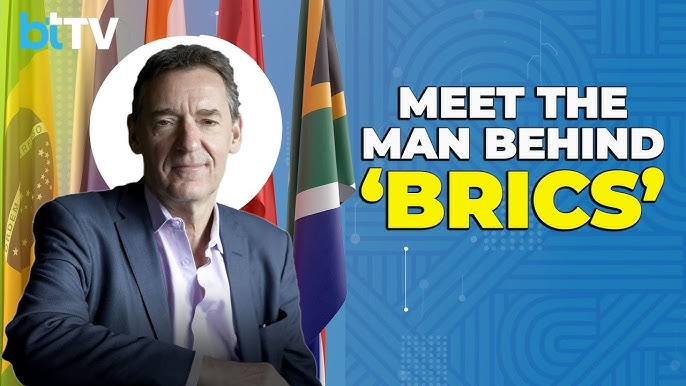 btTV
MEET THE
MAN BEHIND
‘BRICS’